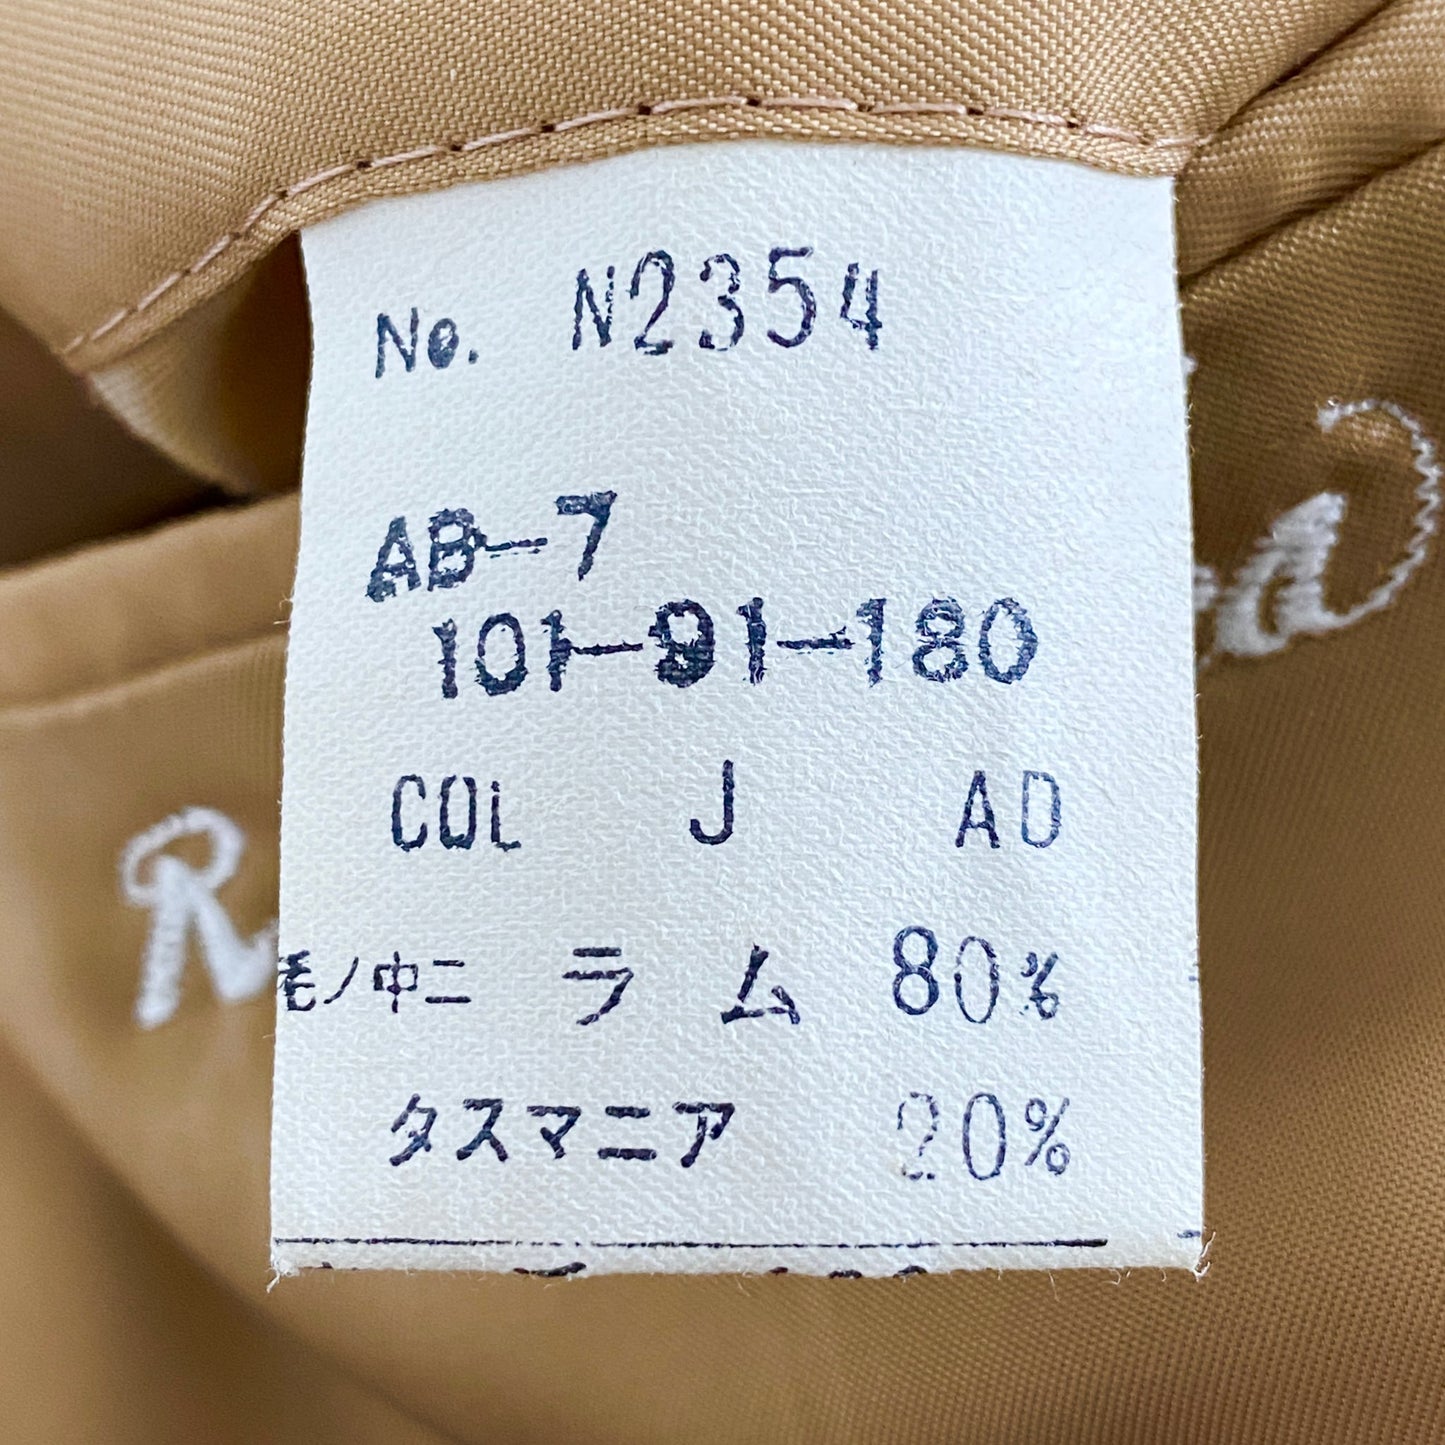 No. N2354
AB-7
101-91-180
COL J AD
毛ノ中ニ ラム 80%
タスマニア 20%
R